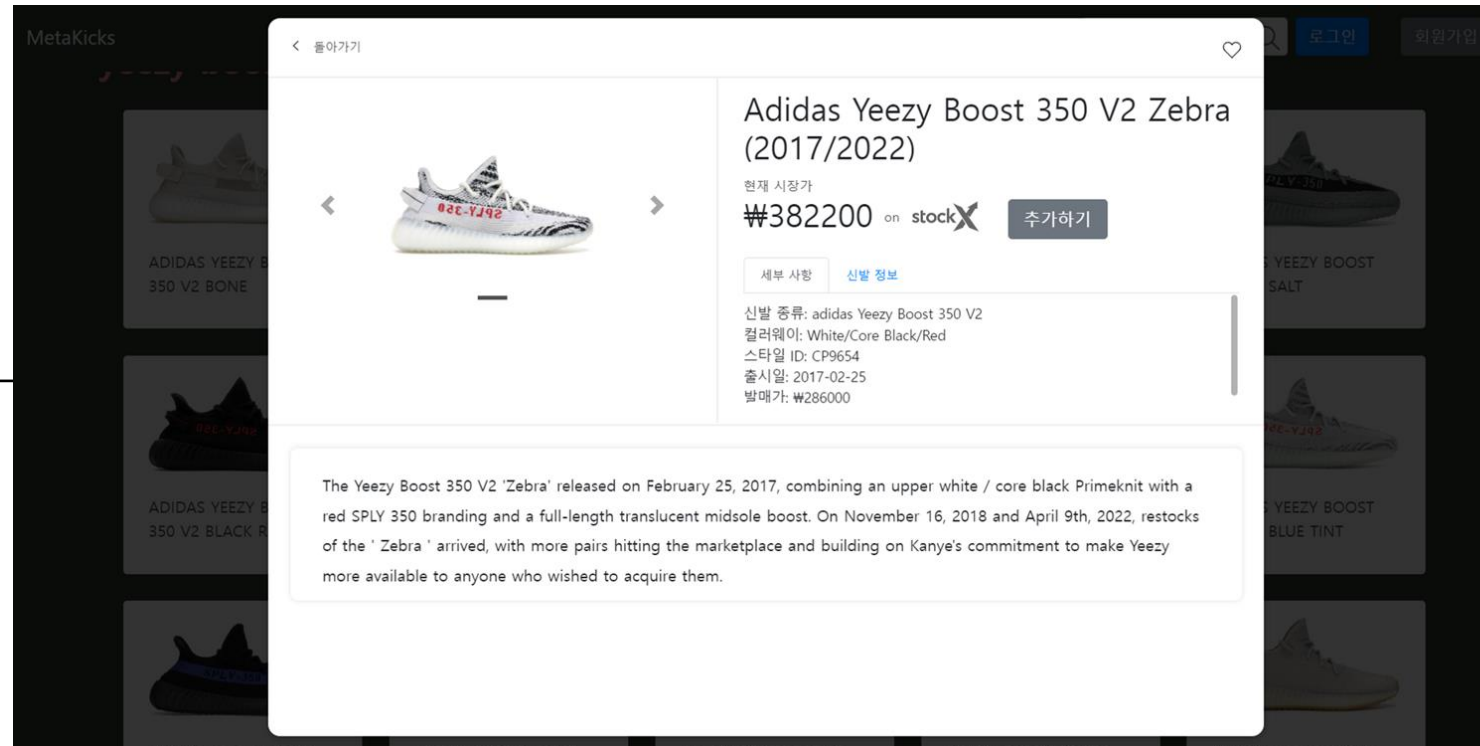 MetaKicks
로그인
회원가입
돌아가기
Adidas Yeezy Boost 350 V2 Zebra
(2017/2022)
현재 시장가
₩382200 on stockX
추가하기
세부 사항
신발 정보
신발 종류: adidas Yeezy Boost 350 V2
컬러웨이: White/Core Black/Red
스타일 ID: CP9654
출시일: 2017-02-25
발매가: ₩286000
SPLY-350
The Yeezy Boost 350 V2 'Zebra' released on February 25, 2017, combining an upper white / core black Primeknit with a
red SPLY 350 branding and a full-length translucent midsole boost. On November 16, 2018 and April 9th, 2022, restocks
of the ' Zebra ' arrived, with more pairs hitting the marketplace and building on Kanye's commitment to make Yeezy
more available to anyone who wished to acquire them.
ADIDAS YEEZY B
350 V2 BONE
YEEZY BOOST
SALT
ADIDAS YEEZY B
350 V2 BLACK R
YEEZY BOOST
BLUE TINT